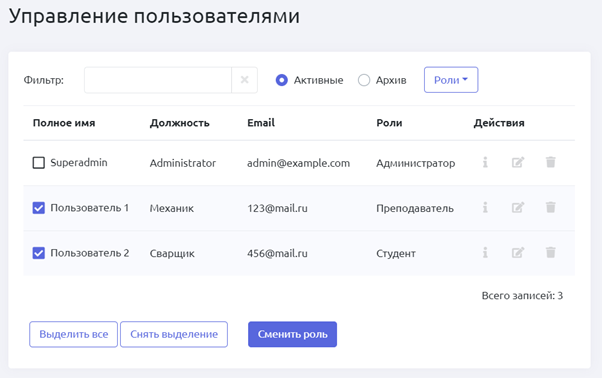 Управление пользователями
Фильтр: Активные Архив Роли
Полное имя Должность Email Роли Действия
Superadmin Administrator admin@example.com Администратор
Пользователь 1 Механик 123@mail.ru Преподаватель
Пользователь 2 Сварщик 456@mail.ru Студент
Всего записей: 3
Выделить все Снять выделение Сменить роль